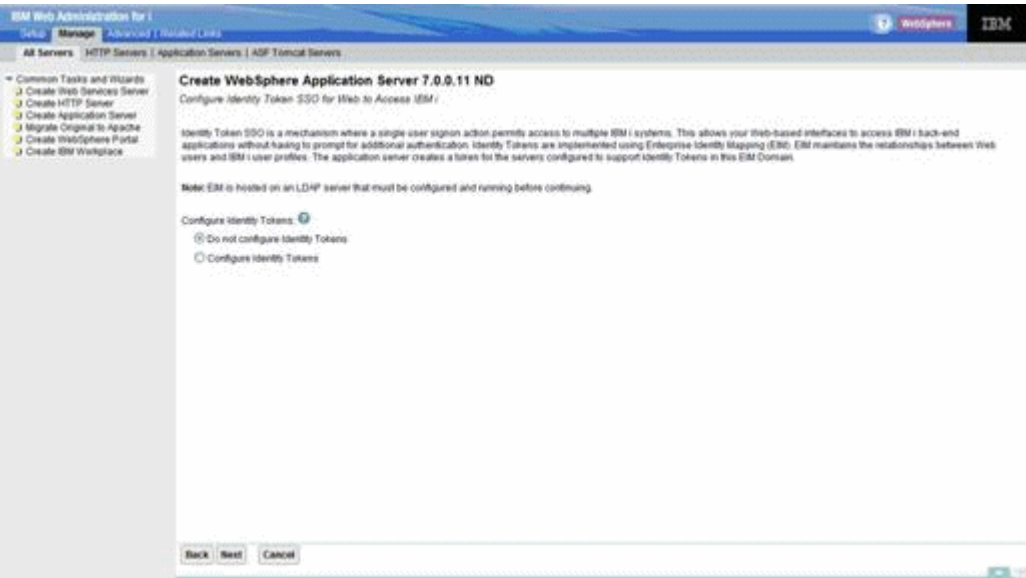 IBM Web Administration for i
Setup Manage Advanced | Related Links
WebSphere
IBM
All Servers HTTP Servers | Application Servers | ASF Tomcat Servers
Common Tasks and Wizards
Create Web Services Server
Create HTTP Server
Create Application Server
Migrate Original to Apache
Create WebSphere Portal
Create IBM Workplace
Create WebSphere Application Server 7.0.0.11 ND
Configure Identity Token SSO for Web to Access IBM i
Identity Token SSO is a mechanism where a single user signon action permits access to multiple IBM i systems. This allows your Web-based interfaces to access IBM i back-end
applications without having to prompt for additional authentication. Identity Tokens are implemented using Enterprise Identity Mapping (EIM). EIM maintains the relationships between Web
users and IBM i user profiles. The application server creates a token for the servers configured to support Identity Tokens in this EIM Domain.
Note: EIM is hosted on an LDAP server that must be configured and running before continuing.
Configure Identity Tokens: ?
Do not configure Identity Tokens
Configure Identity Tokens
Back Next Cancel